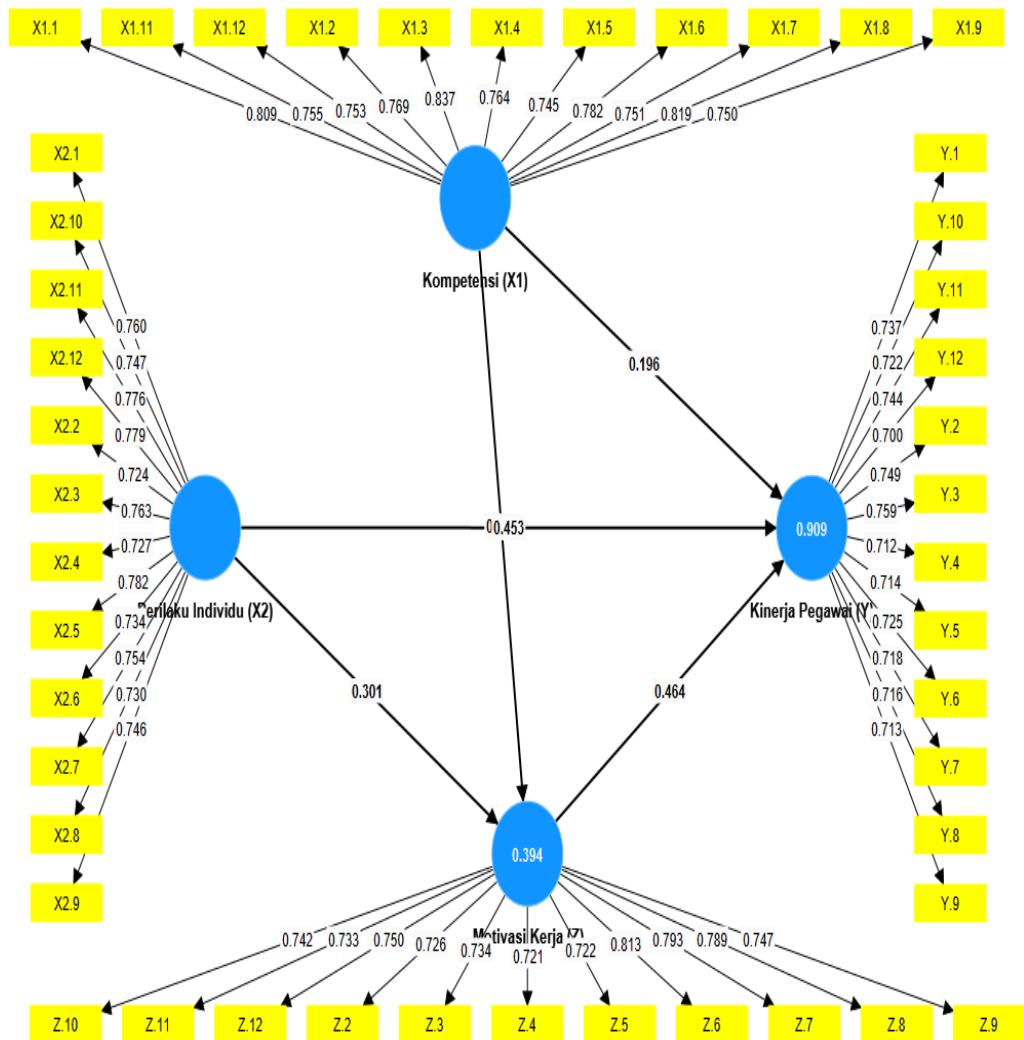 X1.1 X1.11 X1.12 X1.2 X1.3 X1.4 X1.5 X1.6 X1.7 X1.8 X1.9
0.809 0.755 0.753 0.769 0.837 0.764 0.745 0.782 0.751 0.819 0.750
Kompetensi (X1)
X2.1
X2.10
X2.11
X2.12
X2.2
X2.3
X2.4
X2.5
X2.6
X2.7
X2.8
X2.9
0.760
0.747
0.776
0.779
0.724
0.763
0.727
0.782
0.734
0.754
0.730
0.746
Perilaku Individu (X2)
0.196
0.453
0.301
0.464
0.909
Kinerja Pegawai (Y)
0.737
0.722
0.744
0.700
0.749
0.759
0.712
0.714
0.725
0.718
0.716
0.713
Y.1
Y.10
Y.11
Y.12
Y.2
Y.3
Y.4
Y.5
Y.6
Y.7
Y.8
Y.9
0.394
Motivasi Kerja (Z)
0.742 0.733 0.750 0.726 0.734 0.721 0.722 0.813 0.793 0.789 0.747
Z.10 Z.11 Z.12 Z.2 Z.3 Z.4 Z.5 Z.6 Z.7 Z.8 Z.9